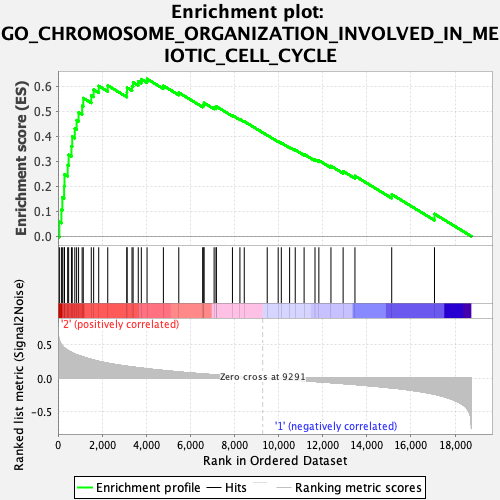 Enrichment plot:
GO_CHROMOSOME_ORGANIZATION_INVOLVED_IN_ME
IOTIC_CELL_CYCLE
Enrichment score (ES)
0.6
0.5
0.4
0.3
0.2
0.1
0.0
'2' (positively correlated)
Ranked list metric (Signal2Noise)
0.5
0.0
-0.5
Zero cross at 9291
'1' (negatively correlated)
0 2,000 4,000 6,000 8,000 10,000 12,000 14,000 16,000 18,000
Rank in Ordered Dataset
Enrichment profile Hits Ranking metric scores